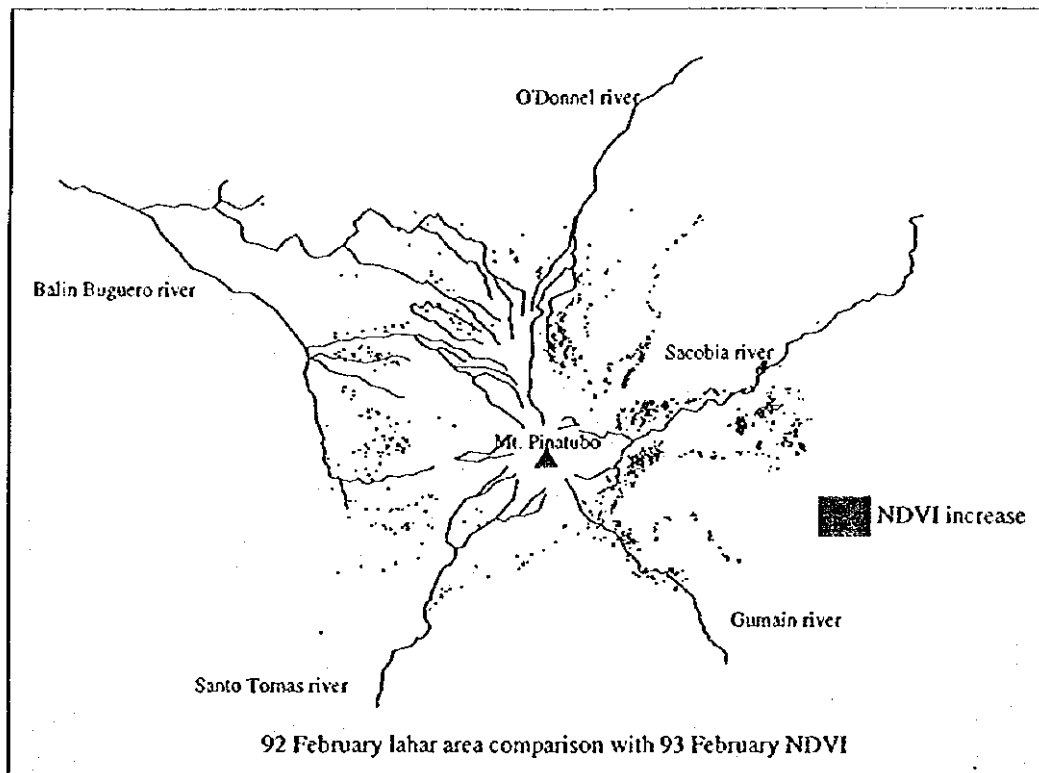 O'Donnel river
Balin Buguero river
Sacobia river
Mt. Pinatubo
NDVI increase
Gumain river
Santo Tomas river
92 February lahar area comparison with 93 February NDVI